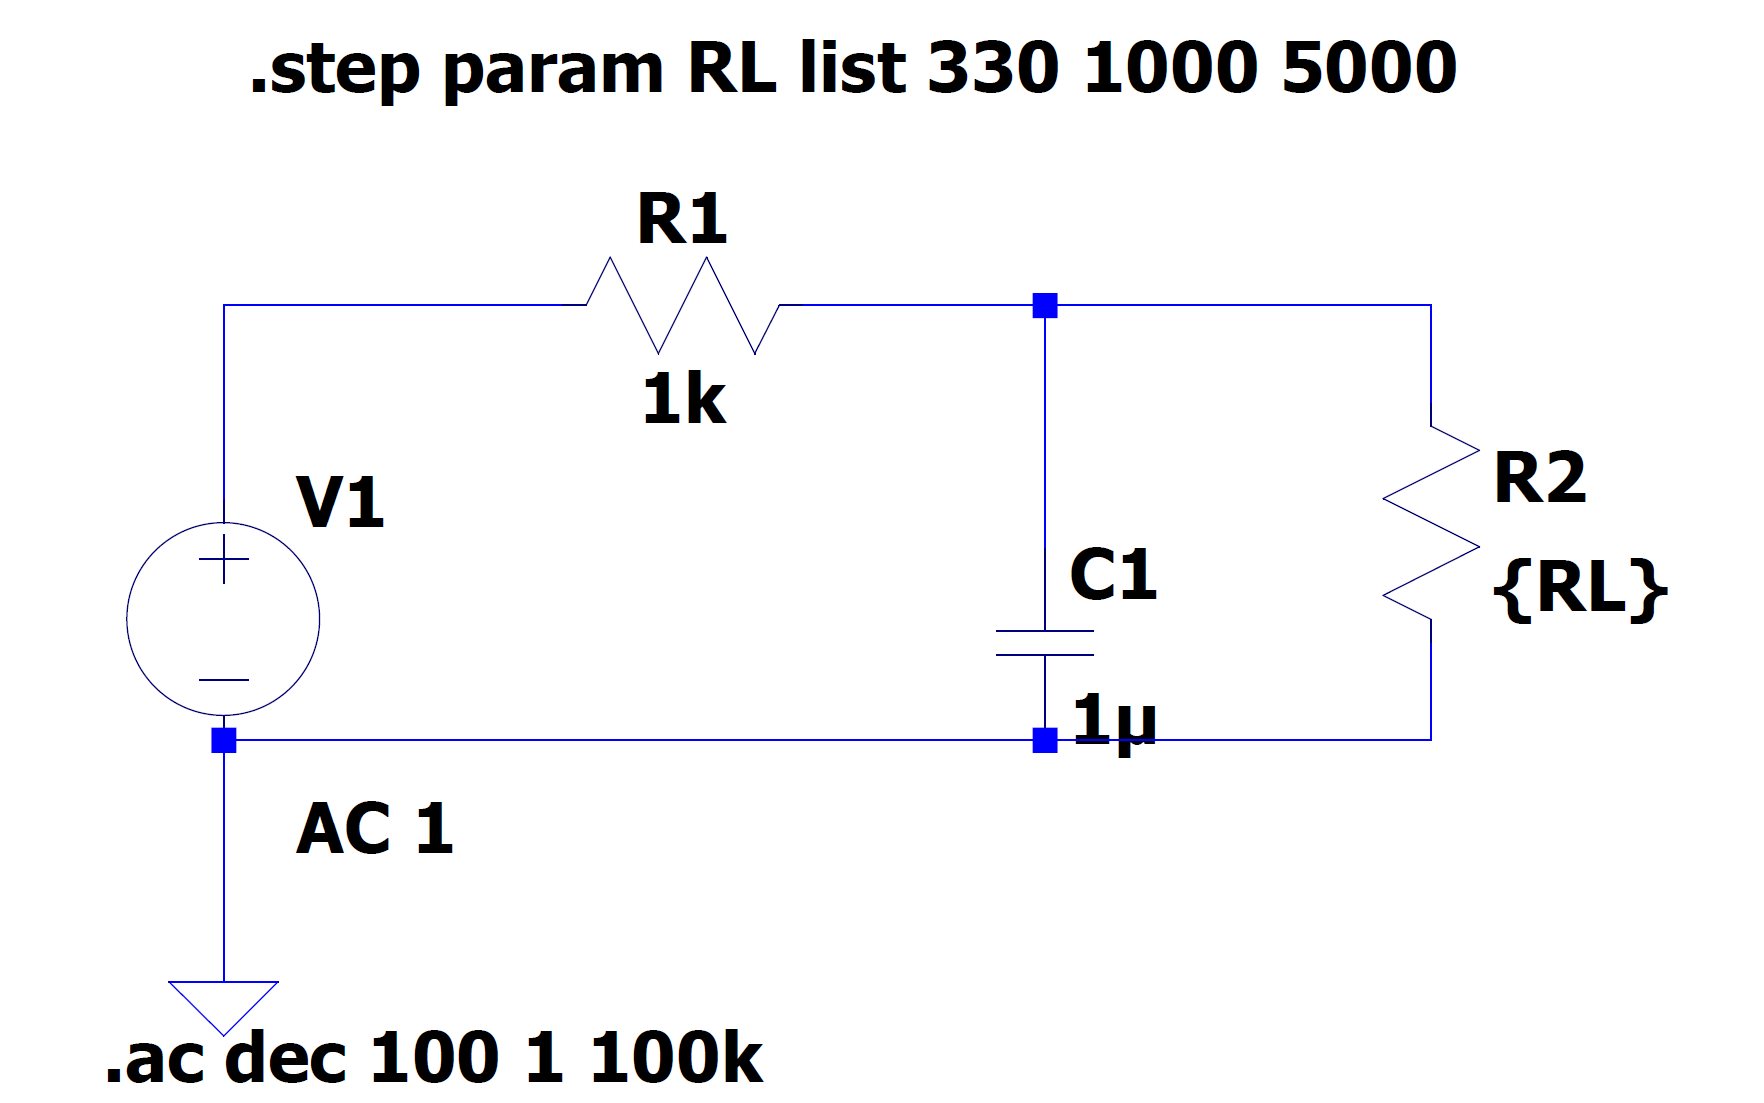 .step param RL list 330 1000 5000
R1
1k
V1
R2
C1
{RL}
1µ
AC 1
.ac dec 100 1 100k